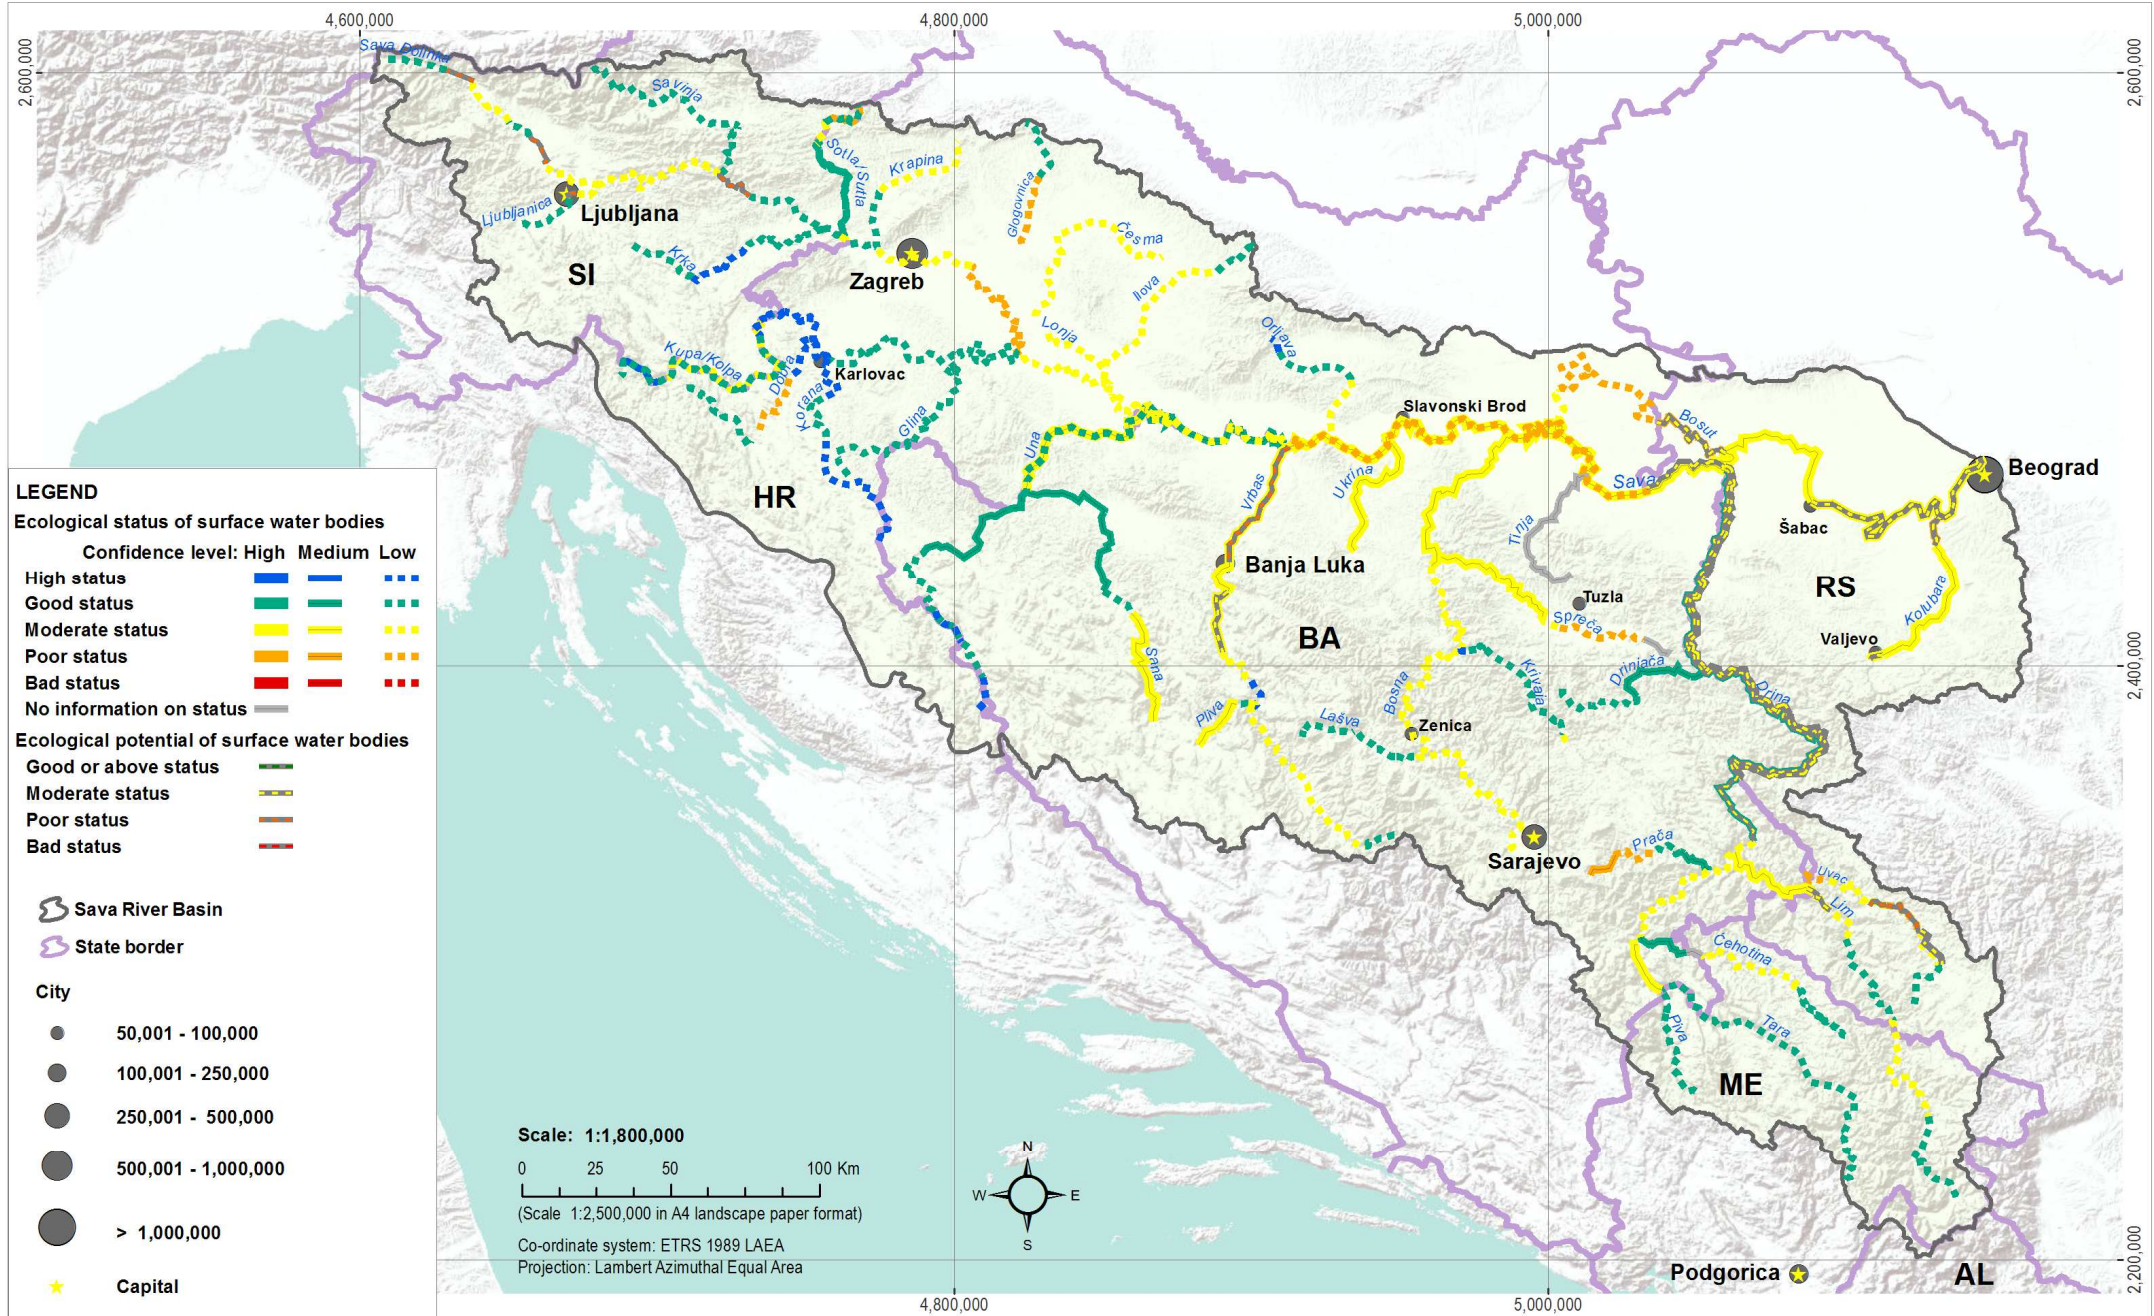 4,600,000
4,800,000
5,000,000
2,600,000
2,600,000
Sava Dolinka
Savinja
Sotla/Sutla
Krapina
Glogovnica
Ljubljanica
Ljubljana
Krka
SI
Zagreb
Česma
Ilova
Lonja
Orljava
Kupa/Kolpa
Dobra
Karlovac
Korana
Glina
Una
HR
Slavonski Brod
Bosut
Sava
Beograd
Vrbas
Ukrina
Tinja
Šabac
Banja Luka
RS
Tuzla
Kolubara
Spreča
Valjevo
BA
Sana
2,400,000
Krivaja
Drinjača
Drina
Bosna
Pliva
Lašva
Zenica
Sarajevo
Prača
Uvac
Lim
Ćehotina
Piva
Tara
ME
Podgorica
AL
2,200,000
4,800,000
5,000,000
LEGEND
Ecological status of surface water bodies
Confidence level: High Medium Low
High status
Good status
Moderate status
Poor status
Bad status
No information on status
Ecological potential of surface water bodies
Good or above status
Moderate status
Poor status
Bad status
Sava River Basin
State border
City
50,001 - 100,000
100,001 - 250,000
250,001 - 500,000
500,001 - 1,000,000
> 1,000,000
Capital
Scale: 1:1,800,000
0 25 50 100 Km
(Scale 1:2,500,000 in A4 landscape paper format)
Co-ordinate system: ETRS 1989 LAEA
Projection: Lambert Azimuthal Equal Area
N
W E
S